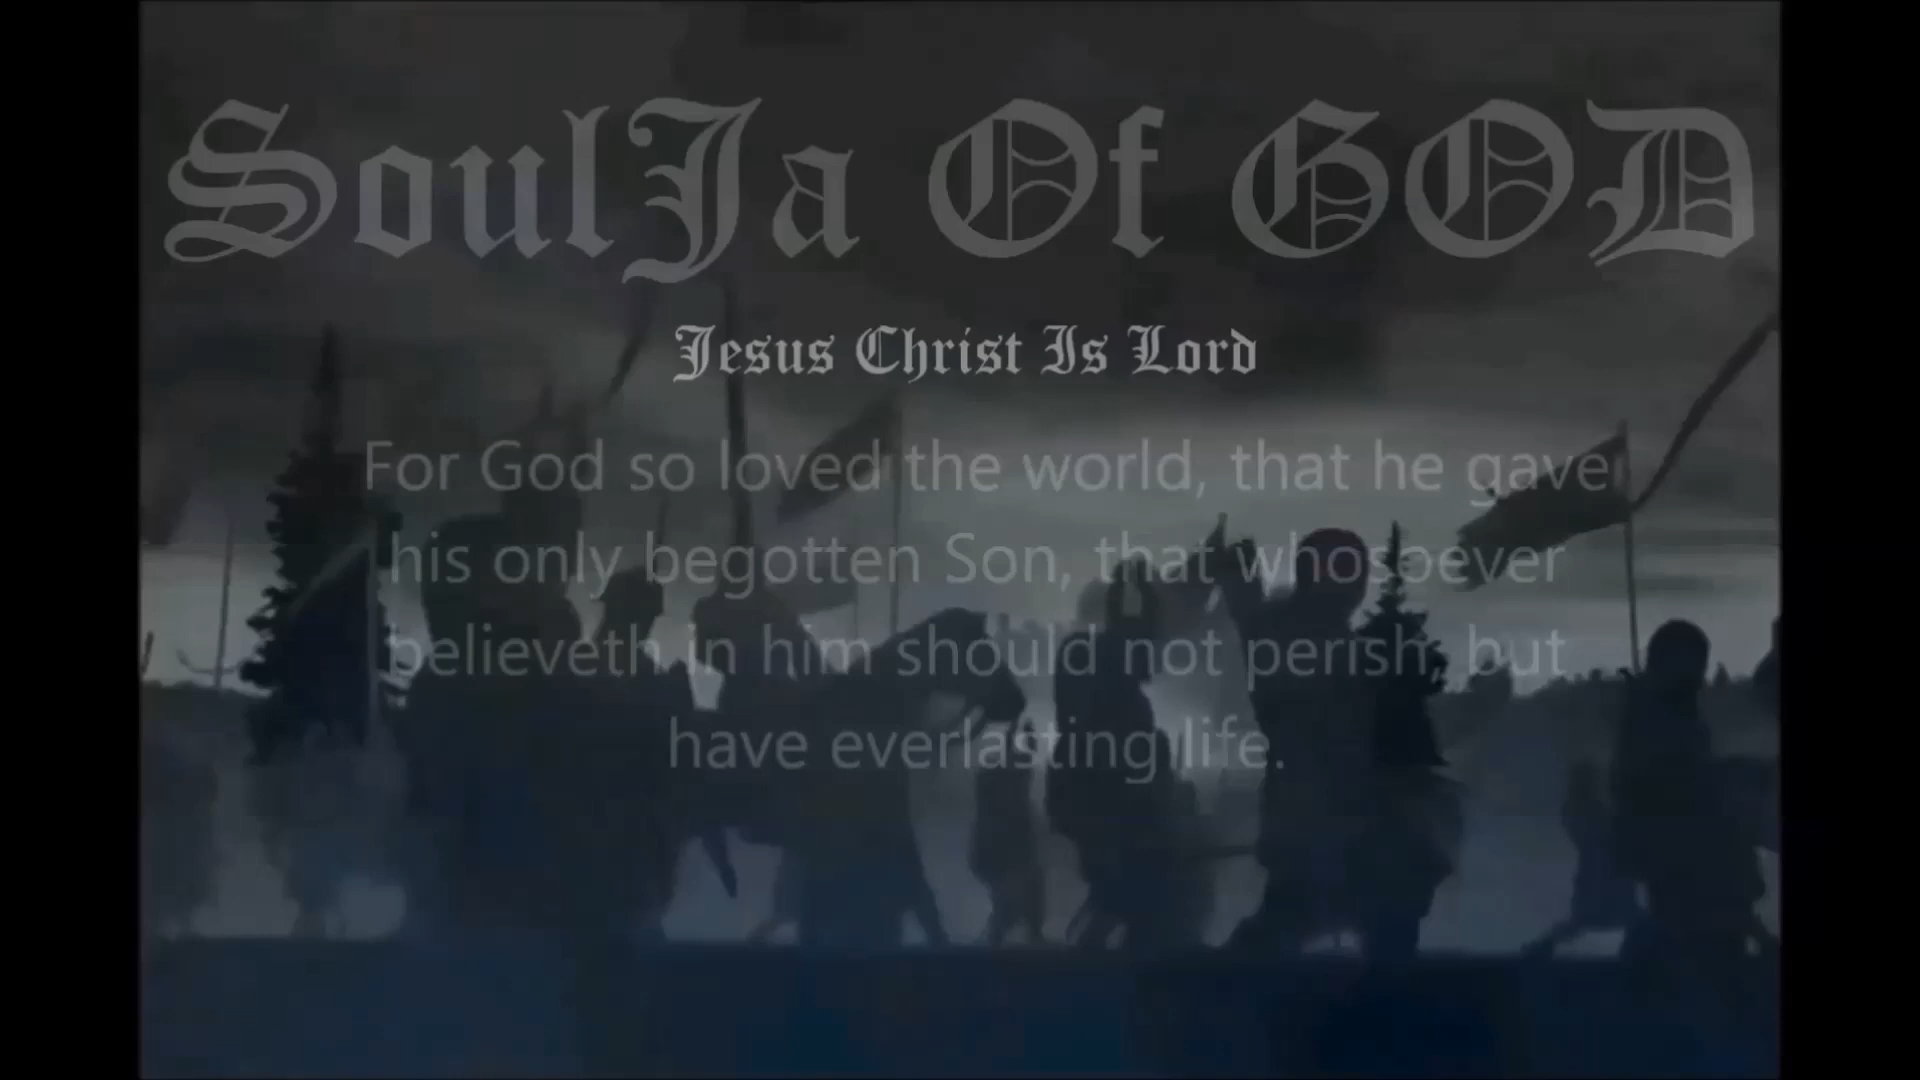 SoulJa Of GOD
Jesus Christ Is Lord
For God so loved the world, that he gave
his only begotten Son, that whosoever
believeth in him should not perish, but
have everlasting life.